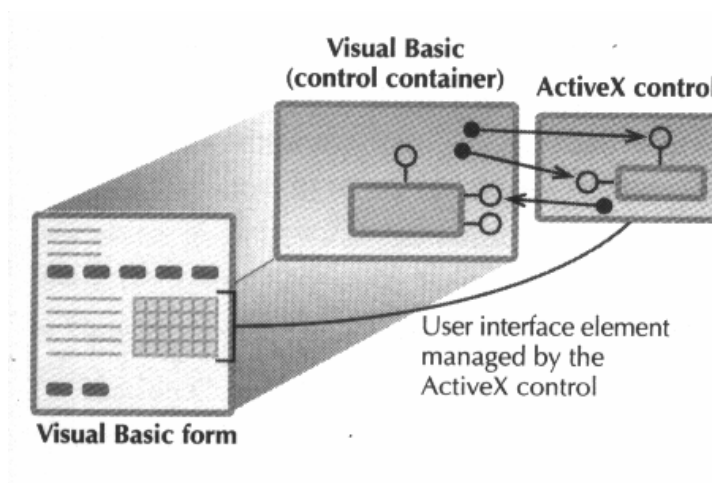 Visual Basic
(control container)
ActiveX control
User interface element
managed by the
ActiveX control
Visual Basic form